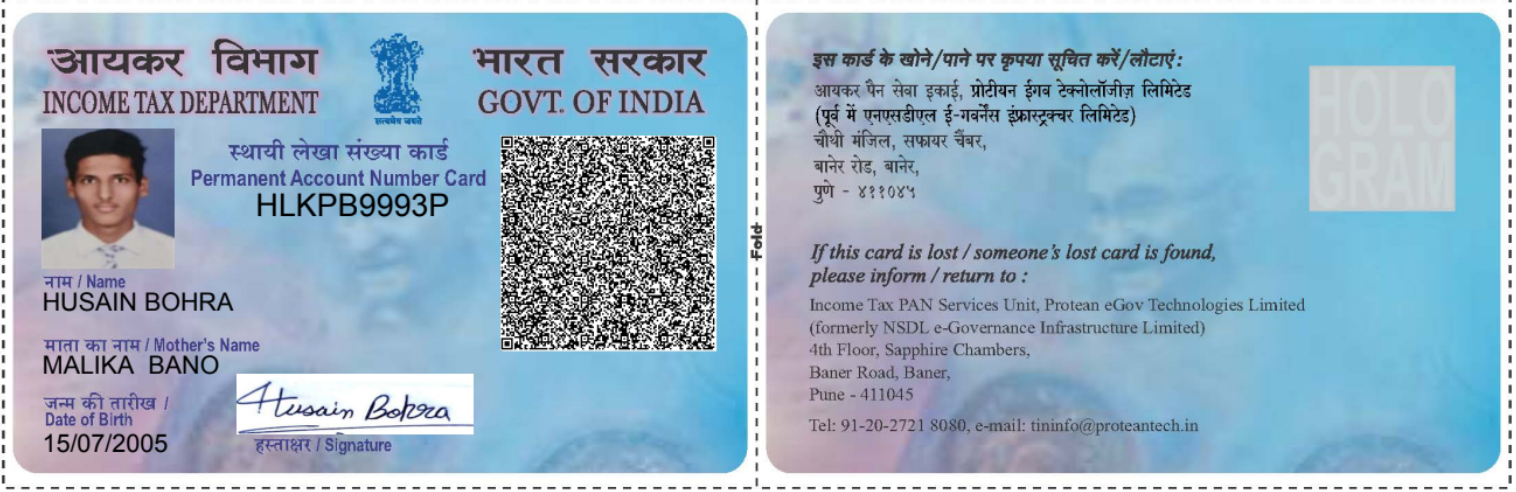 आयकर विभाग
INCOME TAX DEPARTMENT
सत्यमेव जयते
भारत सरकार
GOVT. OF INDIA
स्थायी लेखा संख्या कार्ड
Permanent Account Number Card
HLKPB9993P
नाम / Name
HUSAIN BOHRA
माता का नाम / Mother's Name
MALIKA BANO
जन्म की तारीख /
Date of Birth
15/07/2005
Husain Bohra
हस्ताक्षर / Signature
Fold
इस कार्ड के खोने/पाने पर कृपया सूचित करें/लौटाएं :
आयकर पैन सेवा इकाई, प्रोटीयन ईगव टेक्नोलॉजीज़ लिमिटेड
(पूर्व में एनएसडीएल ई-गवर्नेंस इंफ्रास्ट्रक्चर लिमिटेड)
चौथी मंजिल, सफायर चैंबर,
बानेर रोड, बानेर,
पुणे - ४११०४५
HOLO
GRAM
If this card is lost / someone's lost card is found,
please inform / return to :
Income Tax PAN Services Unit, Protean eGov Technologies Limited
(formerly NSDL e-Governance Infrastructure Limited)
4th Floor, Sapphire Chambers,
Baner Road, Baner,
Pune - 411045
Tel: 91-20-2721 8080, e-mail: tininfo@proteantech.in